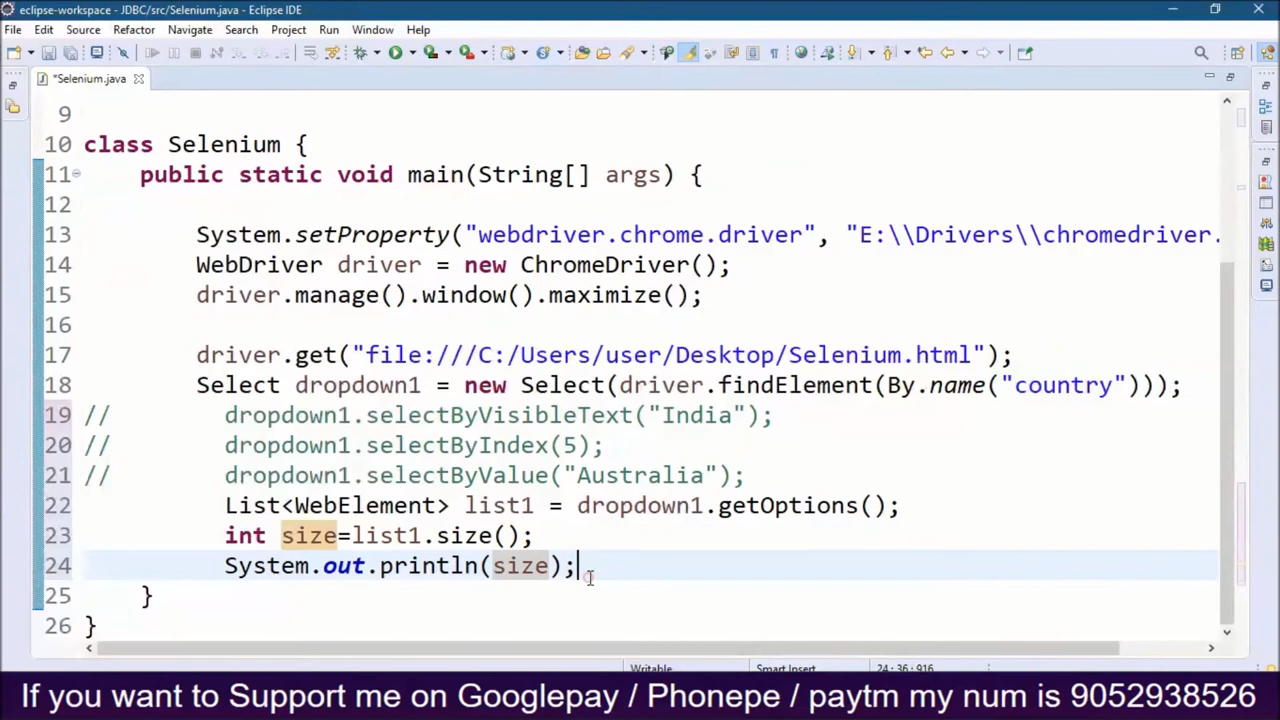 eclipse-workspace - JDBC/src/Selenium.java - Eclipse IDE
File Edit Source Refactor Navigate Search Project Run Window Help
*Selenium.java
9
10 class Selenium {
11 public static void main(String[] args) {
12
13 System.setProperty("webdriver.chrome.driver", "E:\\Drivers\\chromedriver.
14 WebDriver driver = new ChromeDriver();
15 driver.manage().window().maximize();
16
17 driver.get("file:///C:/Users/user/Desktop/Selenium.html");
18 Select dropdown1 = new Select(driver.findElement(By.name("country")));
19 // dropdown1.selectByVisibleText("India");
20 // dropdown1.selectByIndex(5);
21 // dropdown1.selectByValue("Australia");
22 List<WebElement> list1 = dropdown1.getOptions();
23 int size=list1.size();
24 System.out.println(size);
25 }
26 }
Writable Smart Insert 24 : 36 : 916
If you want to Support me on Googlepay / Phonepe / paytm my num is 9052938526